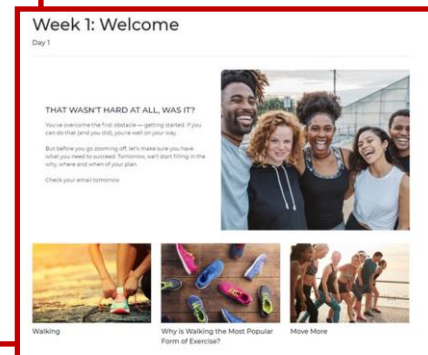 Week 1: Welcome
Day 1
THAT WASN'T HARD AT ALL, WAS IT?
You've overcome the first obstacle — getting started. If you
can do that (and you did), you're well on your way.
But before you go zooming off, let's make sure you have
what you need to succeed. Tomorrow, we'll start filling in the
why, where and when of your plan.
Check your email tomorrow.
Walking
Why is Walking the Most Popular
Form of Exercise?
Move More